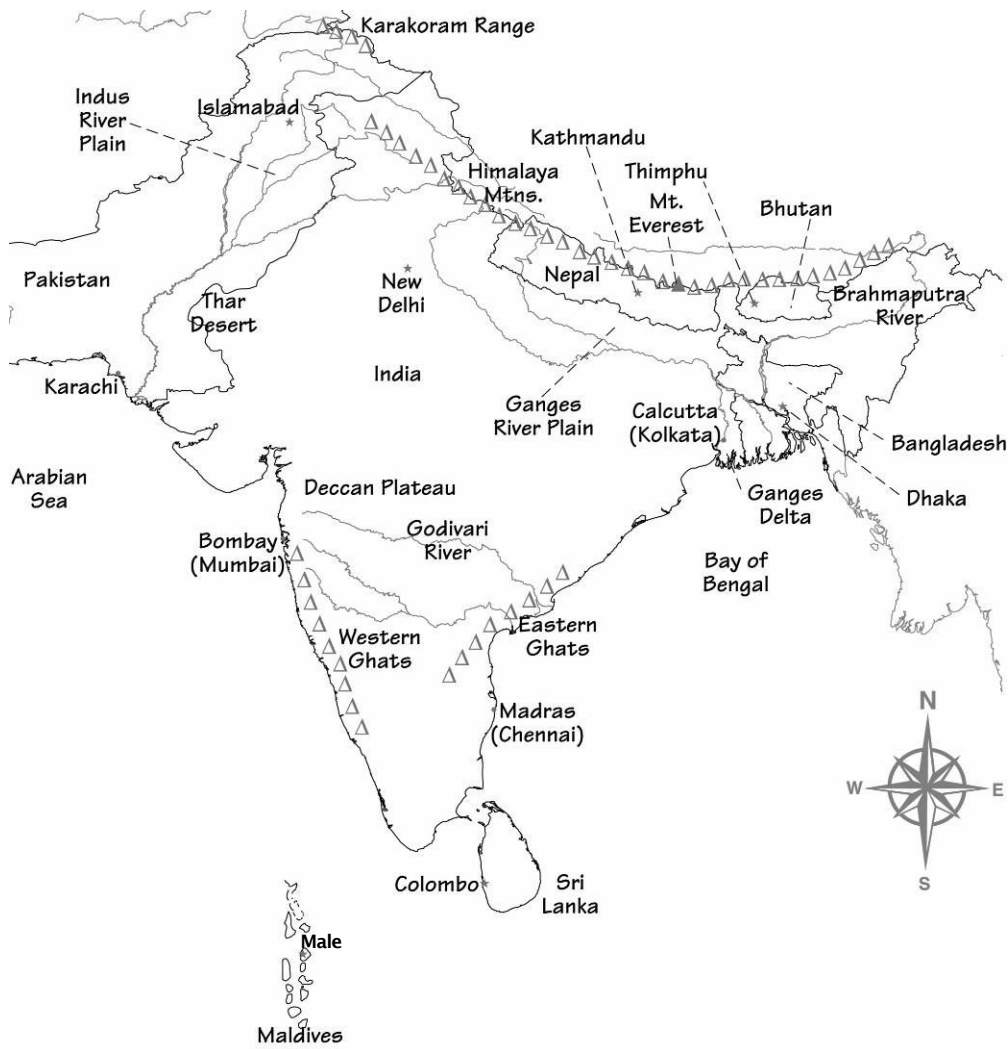 Karakoram Range
Indus
River
Plain
Islamabad
Kathmandu
Thimphu
Himalaya
Mtns.
Mt.
Everest
Bhutan
Pakistan
Nepal
New
Delhi
Thar
Desert
Brahmaputra
River
Karachi
India
Ganges
River Plain
Calcutta
(Kolkata)
Bangladesh
Arabian
Sea
Deccan Plateau
Ganges
Delta
Dhaka
Godivari
River
Bombay
(Mumbai)
Bay of
Bengal
Western
Ghats
Eastern
Ghats
Madras
(Chennai)
N
W
E
S
Colombo
Sri
Lanka
Male
Maldives